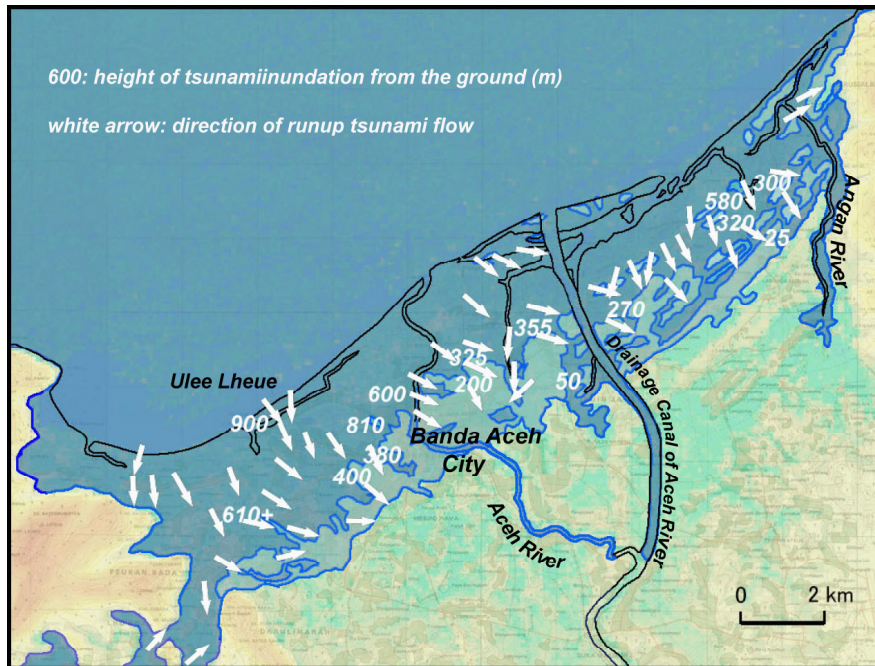 600: height of tsunamiinundation from the ground (m)
white arrow: direction of runup tsunami flow
300
580
320
25
Angan River
270
355
325
Drainage Canal of Aceh River
Ulee Lheue
200
50
600
900
810
Banda Aceh
City
380
400
610+
Aceh River
0 2 km